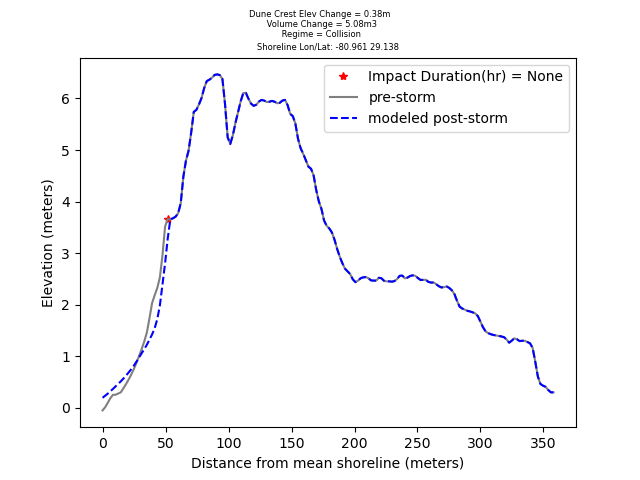 Dune Crest Elev Change = 0.38m
Volume Change = 5.08m3
Regime = Collision
Shoreline Lon/Lat: -80.961 29.138
Impact Duration(hr) = None
pre-storm
modeled post-storm
Elevation (meters)
6
5
4
3
2
1
0
0 50 100 150 200 250 300 350
Distance from mean shoreline (meters)